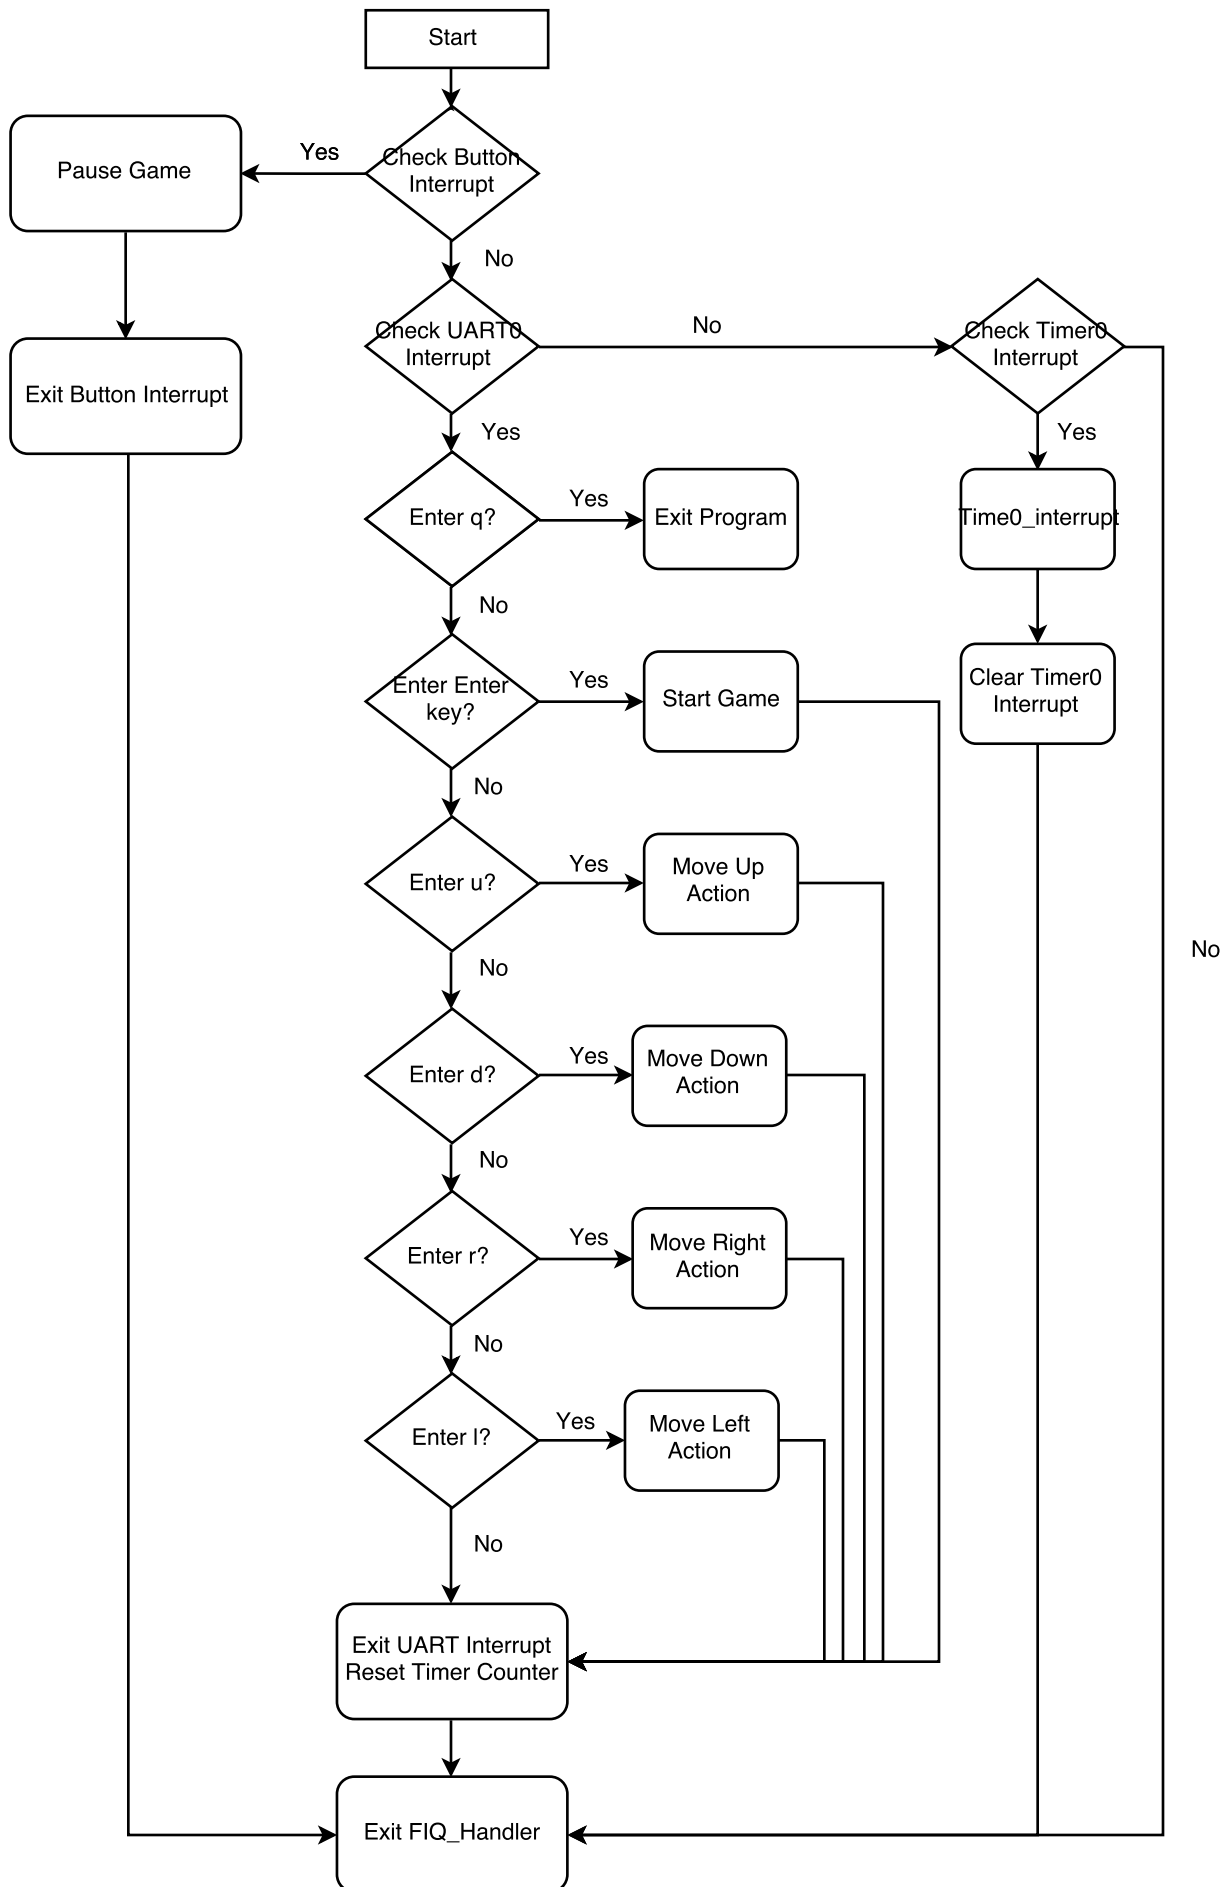 Start
Check Button
Interrupt
Yes
Pause Game
No
Exit Button Interrupt
Check UART0
Interrupt
No
Check Timer0
Interrupt
Yes
Yes
Enter q?
Yes
Exit Program
Time0_interrupt
No
Enter Enter
key?
Yes
Start Game
Clear Timer0
Interrupt
No
Enter u?
Yes
Move Up
Action
No
No
Enter d?
Yes
Move Down
Action
No
Enter r?
Yes
Move Right
Action
No
Enter l?
Yes
Move Left
Action
No
Exit UART Interrupt
Reset Timer Counter
Exit FIQ_Handler